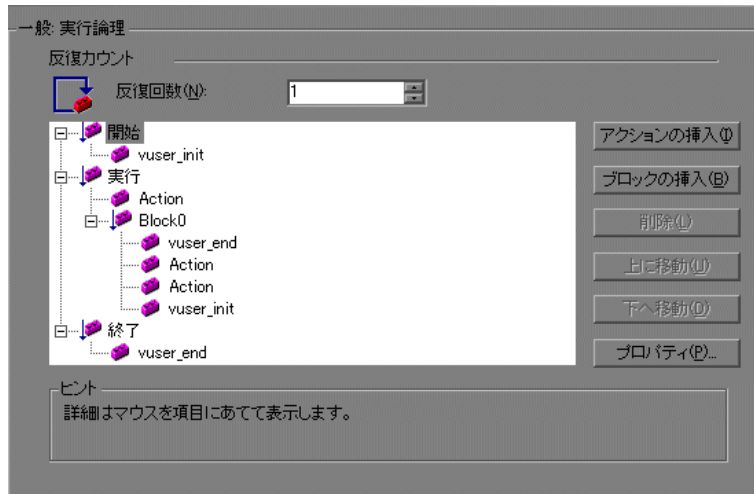 一般: 実行論理
反復カウント
反復回数(N):
1
開始
vuser_init
実行
Action
Block0
vuser_end
Action
Action
vuser_init
終了
vuser_end
アクションの挿入(I)
ブロックの挿入(B)
削除(L)
上に移動(U)
下へ移動(D)
プロパティ(P)...
ヒント
詳細はマウスを項目にあてて表示します。